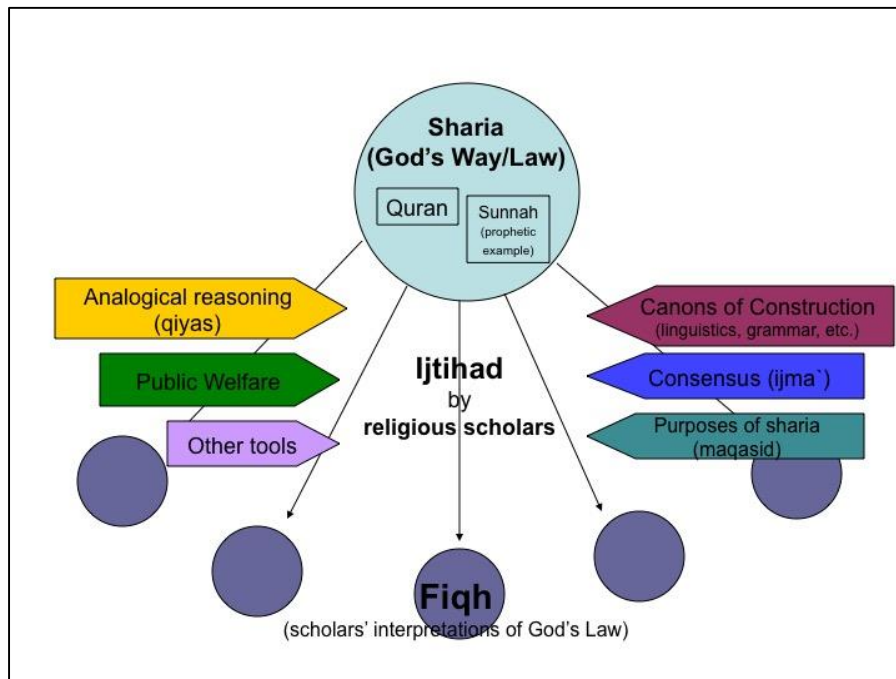 Sharia
(God's Way/Law)
Quran
Sunnah
(prophetic
example)
Analogical reasoning
(qiyas)
Public Welfare
Other tools
Ijtihad
by
religious scholars
Canons of Construction
(linguistics, grammar, etc.)
Consensus (ijma`)
Purposes of sharia
(maqasid)
Fiqh
(scholars' interpretations of God's Law)